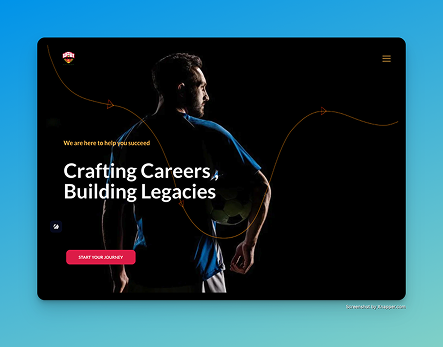 We are here to help you succeed
Crafting Careers,
Building Legacies
START YOUR JOURNEY
Screenshot by Xnapper.com